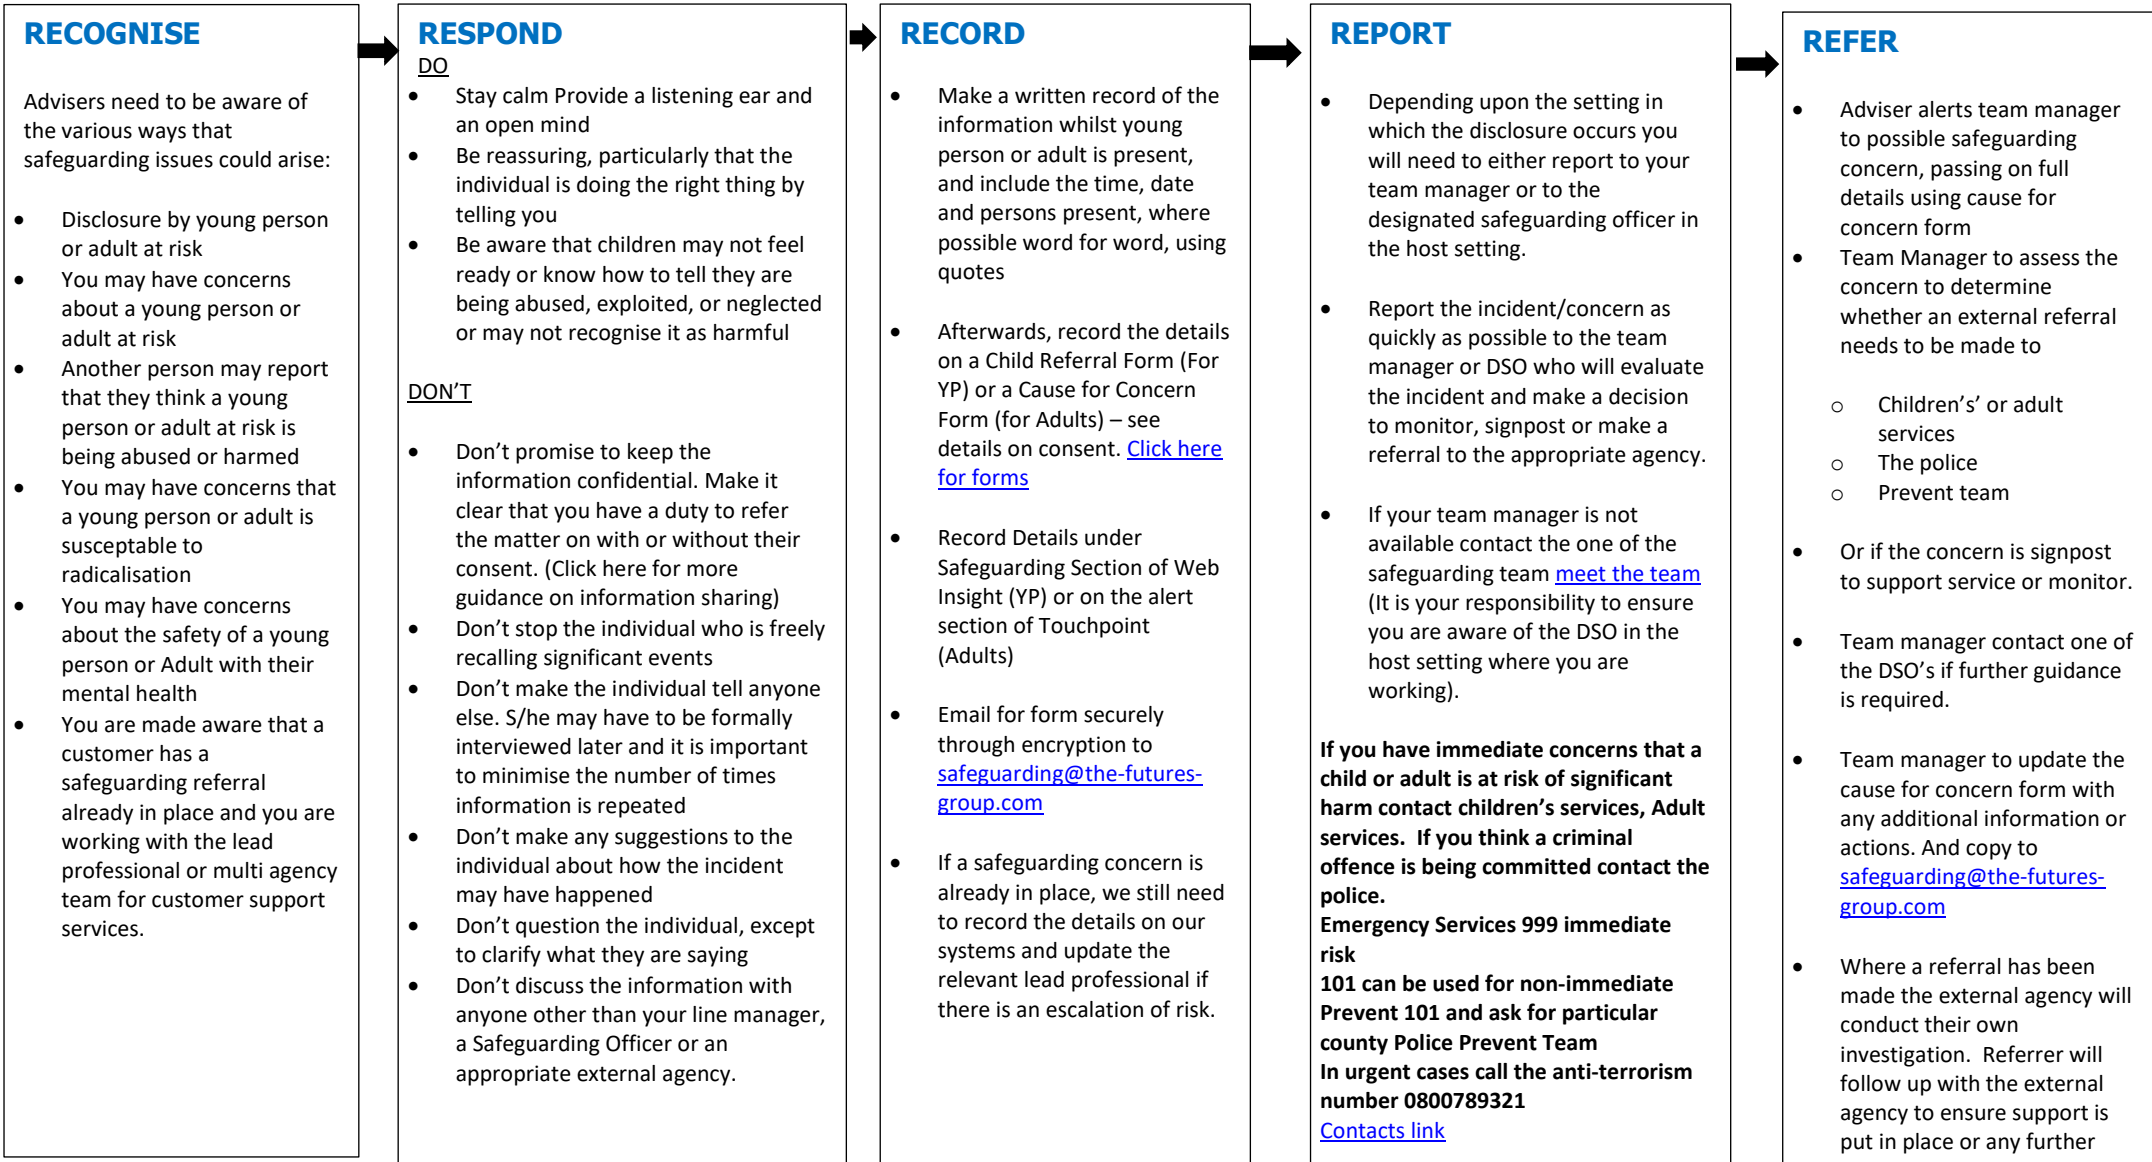 RECOGNISE
Advisers need to be aware of
the various ways that
safeguarding issues could arise:
• Disclosure by young person
or adult at risk
• You may have concerns
about a young person or
adult at risk
• Another person may report
that they think a young
person or adult at risk is
being abused or harmed
• You may have concerns that
a young person or adult is
susceptable to
radicalisation
• You may have concerns
about the safety of a young
person or Adult with their
mental health
• You are made aware that a
customer has a
safeguarding referral
already in place and you are
working with the lead
professional or multi agency
team for customer support
services.
RESPOND
DO
• Stay calm Provide a listening ear and
an open mind
• Be reassuring, particularly that the
individual is doing the right thing by
telling you
• Be aware that children may not feel
ready or know how to tell they are
being abused, exploited, or neglected
or may not recognise it as harmful
DON’T
• Don’t promise to keep the
information confidential. Make it
clear that you have a duty to refer
the matter on with or without their
consent. (Click here for more
guidance on information sharing)
• Don’t stop the individual who is freely
recalling significant events
• Don’t make the individual tell anyone
else. S/he may have to be formally
interviewed later and it is important
to minimise the number of times
information is repeated
• Don’t make any suggestions to the
individual about how the incident
may have happened
• Don’t question the individual, except
to clarify what they are saying
• Don’t discuss the information with
anyone other than your line manager,
a Safeguarding Officer or an
appropriate external agency.
RECORD
• Make a written record of the
information whilst young
person or adult is present,
and include the time, date
and persons present, where
possible word for word, using
quotes
• Afterwards, record the details
on a Child Referral Form (For
YP) or a Cause for Concern
Form (for Adults) – see
details on consent. Click here
for forms
• Record Details under
Safeguarding Section of Web
Insight (YP) or on the alert
section of Touchpoint
(Adults)
• Email for form securely
through encryption to
safeguarding@the-futures-
group.com
• If a safeguarding concern is
already in place, we still need
to record the details on our
systems and update the
relevant lead professional if
there is an escalation of risk.
REPORT
• Depending upon the setting in
which the disclosure occurs you
will need to either report to your
team manager or to the
designated safeguarding officer in
the host setting.
• Report the incident/concern as
quickly as possible to the team
manager or DSO who will evaluate
the incident and make a decision
to monitor, signpost or make a
referral to the appropriate agency.
• If your team manager is not
available contact the one of the
safeguarding team meet the team
(It is your responsibility to ensure
you are aware of the DSO in the
host setting where you are
working).
If you have immediate concerns that a
child or adult is at risk of significant
harm contact children’s services, Adult
services. If you think a criminal
offence is being committed contact the
police.
Emergency Services 999 immediate
risk
101 can be used for non-immediate
Prevent 101 and ask for particular
county Police Prevent Team
In urgent cases call the anti-terrorism
number 0800789321
Contacts link
REFER
• Adviser alerts team manager
to possible safeguarding
concern, passing on full
details using cause for
concern form
• Team Manager to assess the
concern to determine
whether an external referral
needs to be made to
o Children’s’ or adult
services
o The police
o Prevent team
• Or if the concern is signpost
to support service or monitor.
• Team manager contact one of
the DSO’s if further guidance
is required.
• Team manager to update the
cause for concern form with
any additional information or
actions. And copy to
safeguarding@the-futures-
group.com
• Where a referral has been
made the external agency will
conduct their own
investigation. Referrer will
follow up with the external
agency to ensure support is
put in place or any further